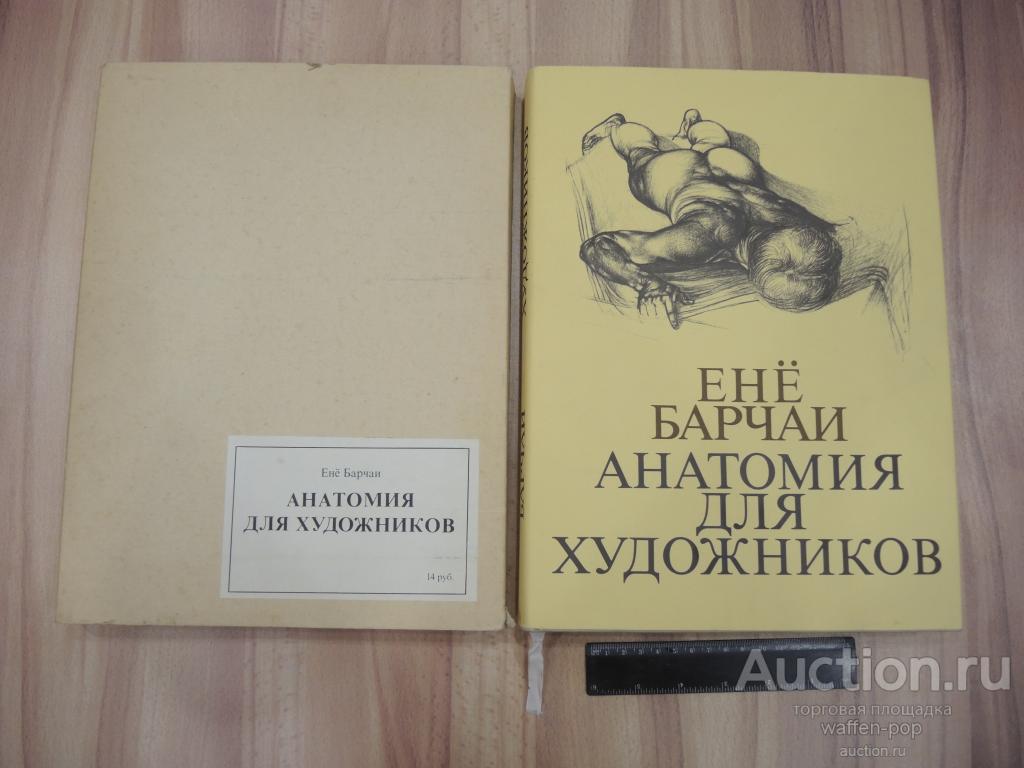 Енё Барчаи
АНАТОМИЯ
ДЛЯ ХУДОЖНИКОВ
14 руб.
ЕНЁ
БАРЧАИ
АНАТОМИЯ
ДЛЯ
ХУДОЖНИКОВ
Auction.ru
торговая площадка
waffen-pop
auction.ru